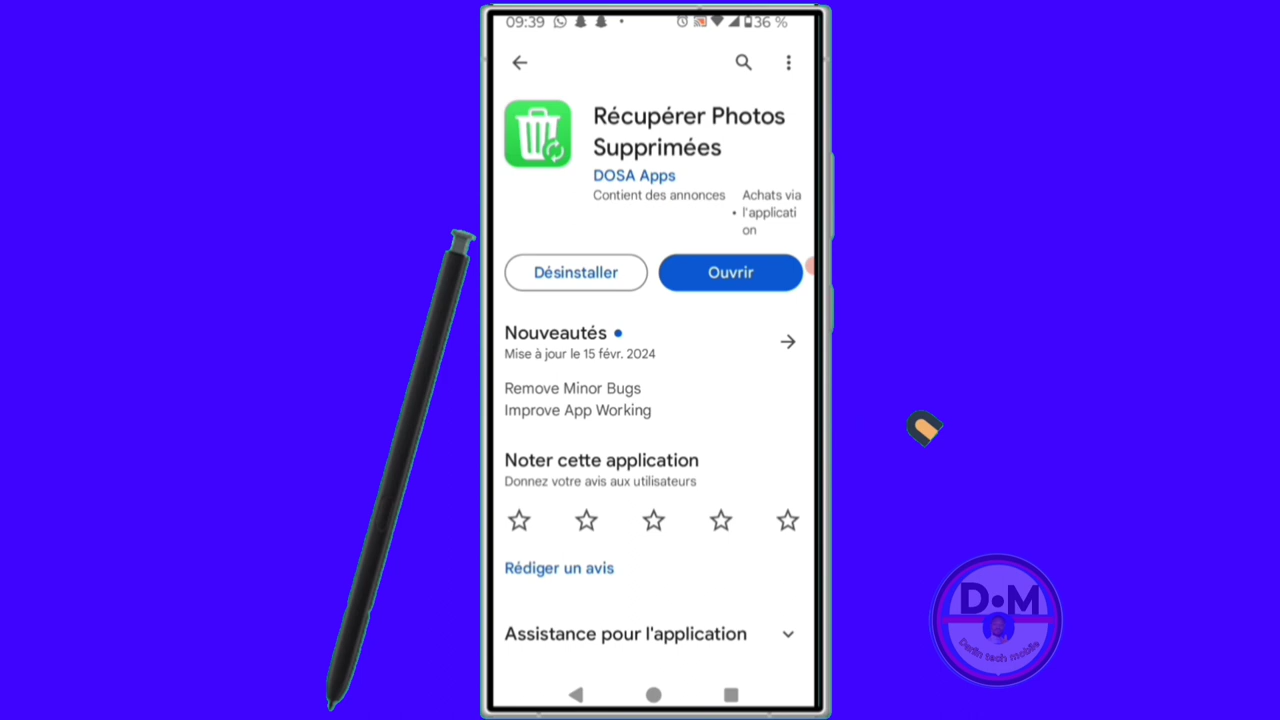 09:39
36 %
Récupérer Photos
Supprimées
DOSA Apps
Contient des annonces
Achats via
• l'applicati
on
Désinstaller
Ouvrir
Nouveautés
Mise à jour le 15 févr. 2024
Remove Minor Bugs
Improve App Working
Noter cette application
Donnez votre avis aux utilisateurs
Rédiger un avis
Assistance pour l'application
D•M
tech mobile